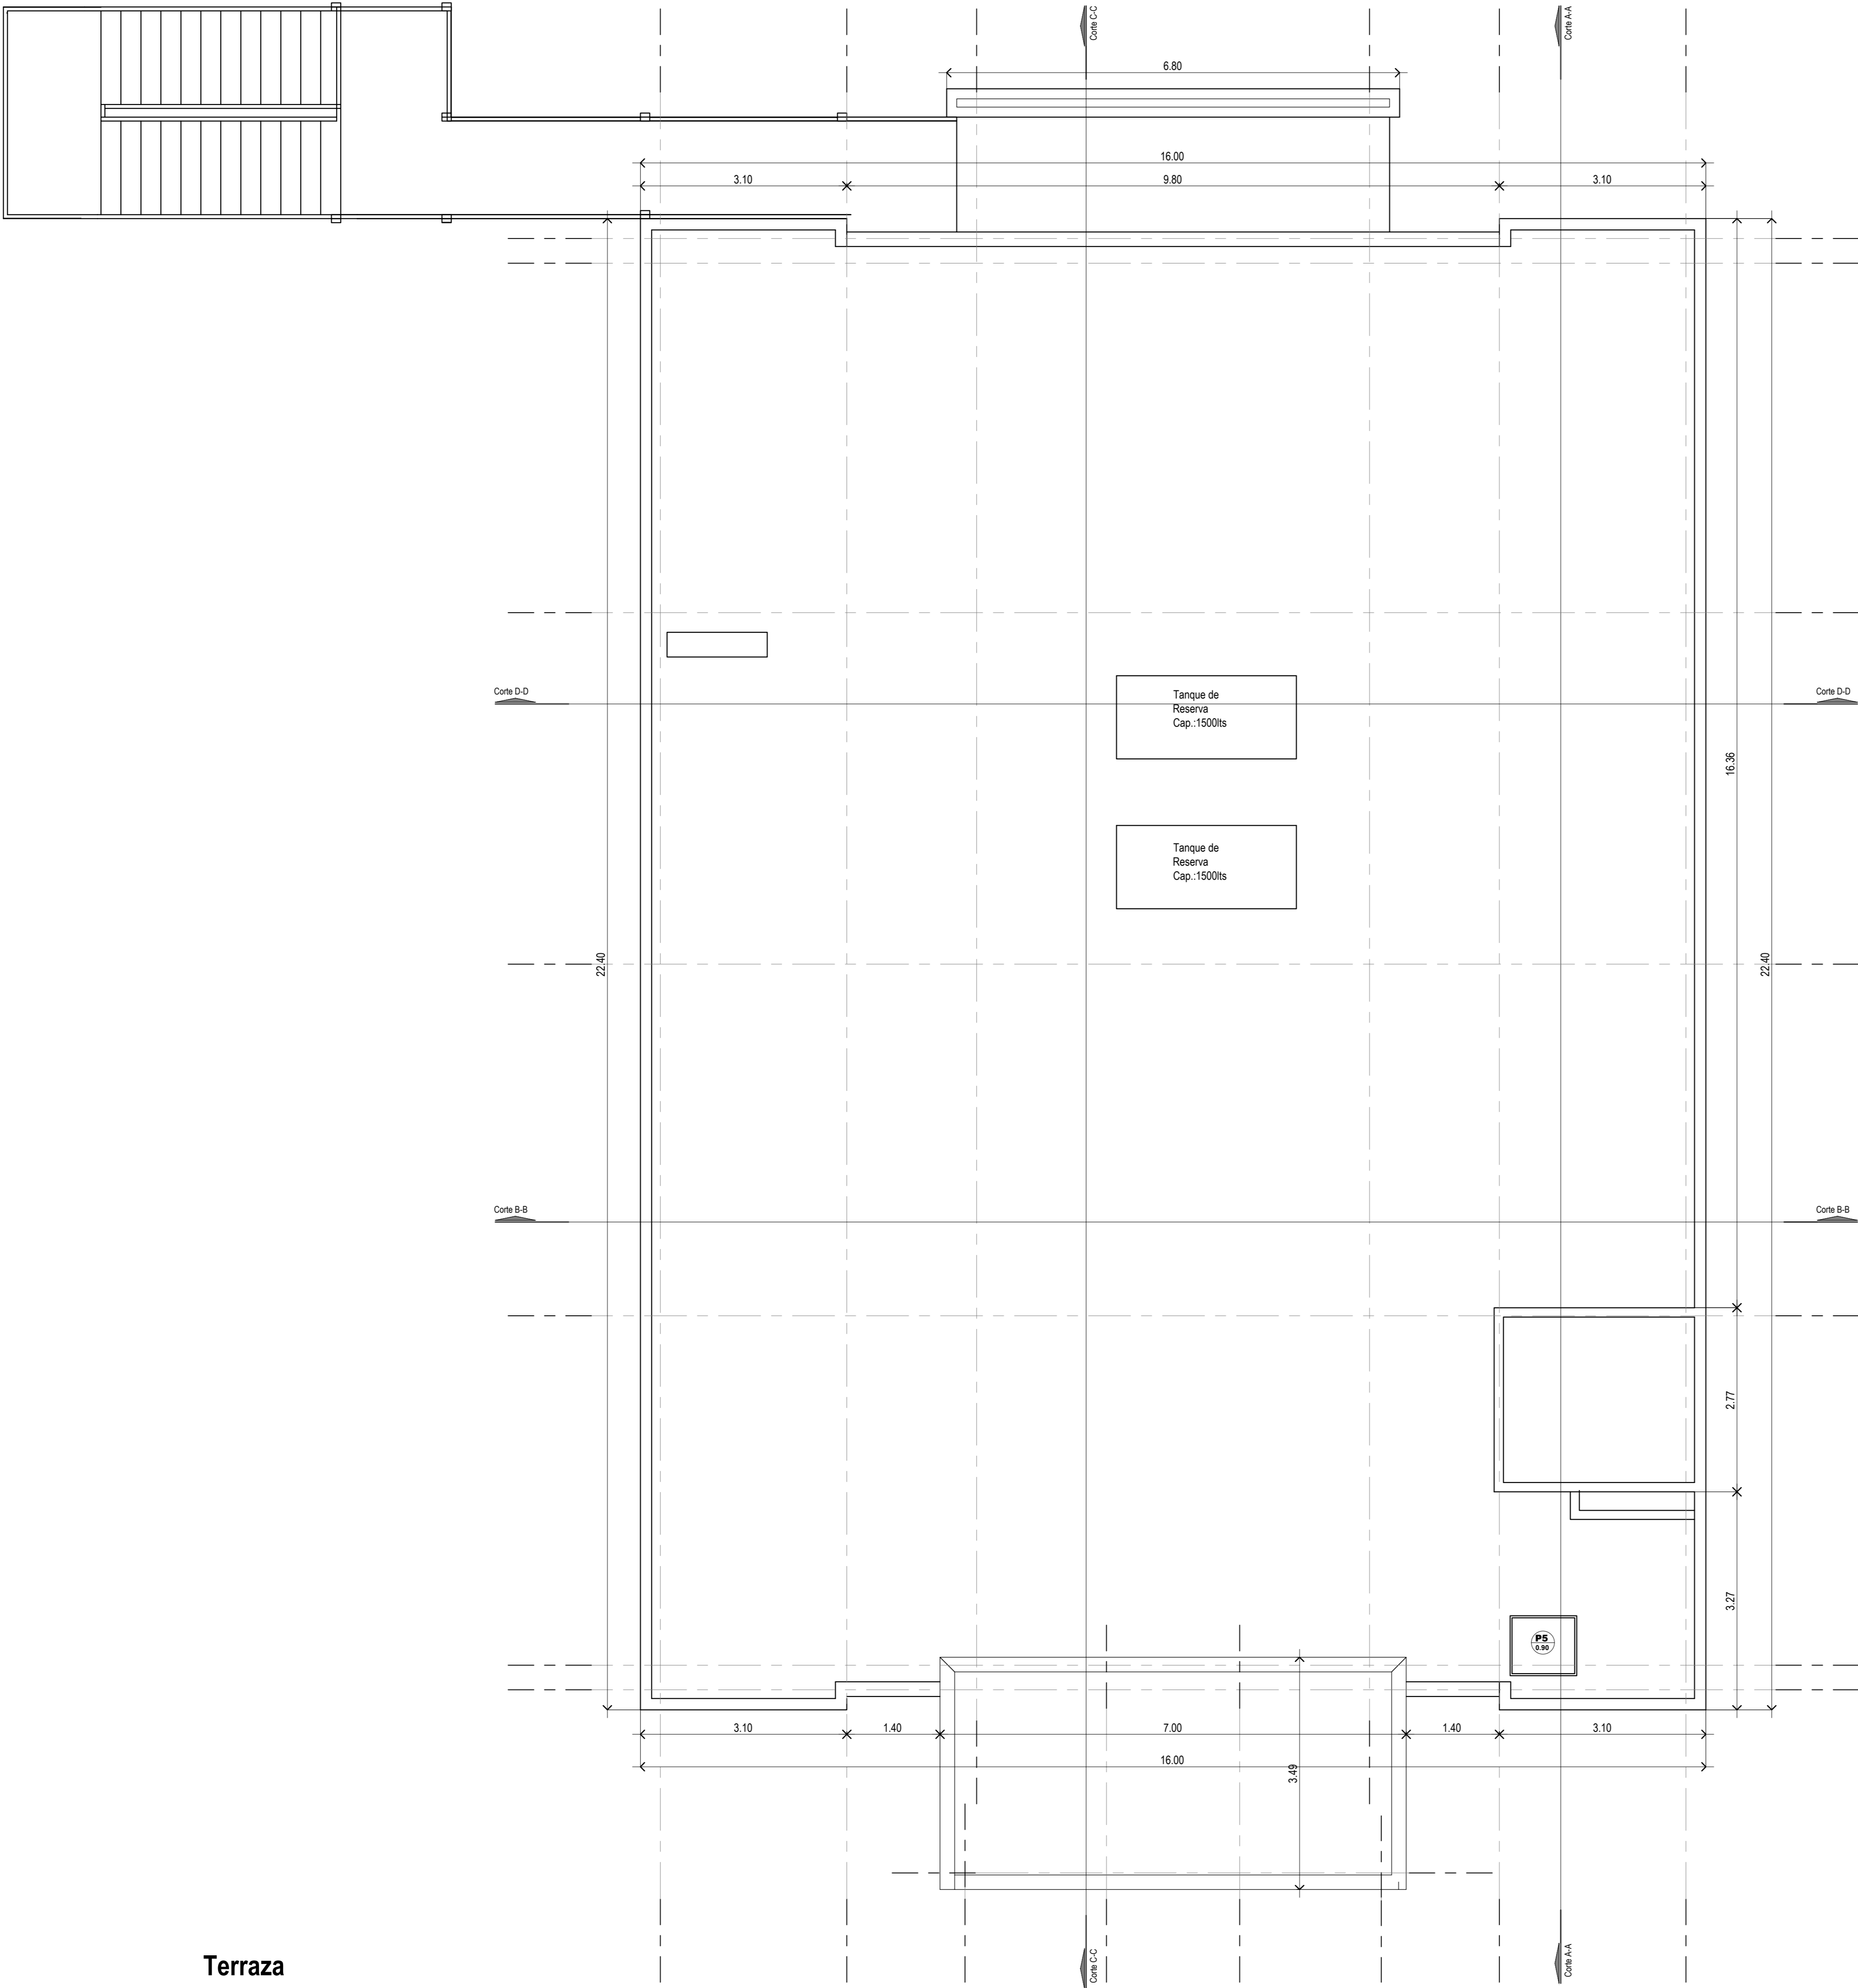 Corte C-C
Corte A-A
6.80
16.00
3.10
9.80
3.10
Corte D-D
Corte D-D
Tanque de
Reserva
Cap.:1500lts
16.36
Tanque de
Reserva
Cap.:1500lts
22.40
22.40
Corte B-B
Corte B-B
2.77
3.27
P5
0.90
3.10
1.40
7.00
1.40
3.10
16.00
3.49
Corte C-C
Corte A-A
Terraza